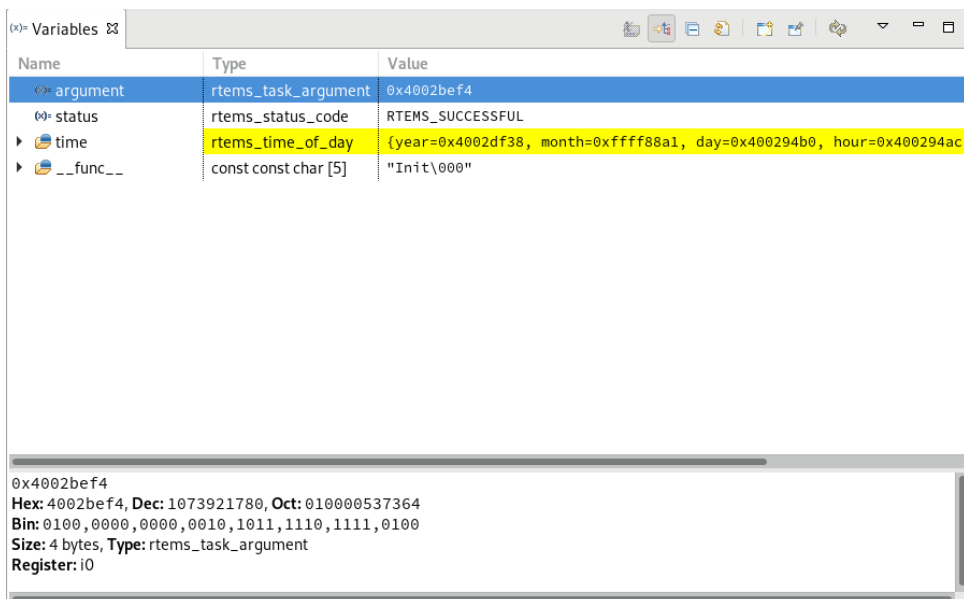 (x)= Variables
Name Type Value
(x)= argument rtems_task_argument 0x4002bef4
(x)= status rtems_status_code RTEMS_SUCCESSFUL
time rtems_time_of_day {year=0x4002df38, month=0xffff88a1, day=0x400294b0, hour=0x400294ac
__func__ const const char [5] "Init\000"
0x4002bef4
Hex: 4002bef4, Dec: 1073921780, Oct: 010000537364
Bin: 0100,0000,0000,0010,1011,1110,1111,0100
Size: 4 bytes, Type: rtems_task_argument
Register: i0